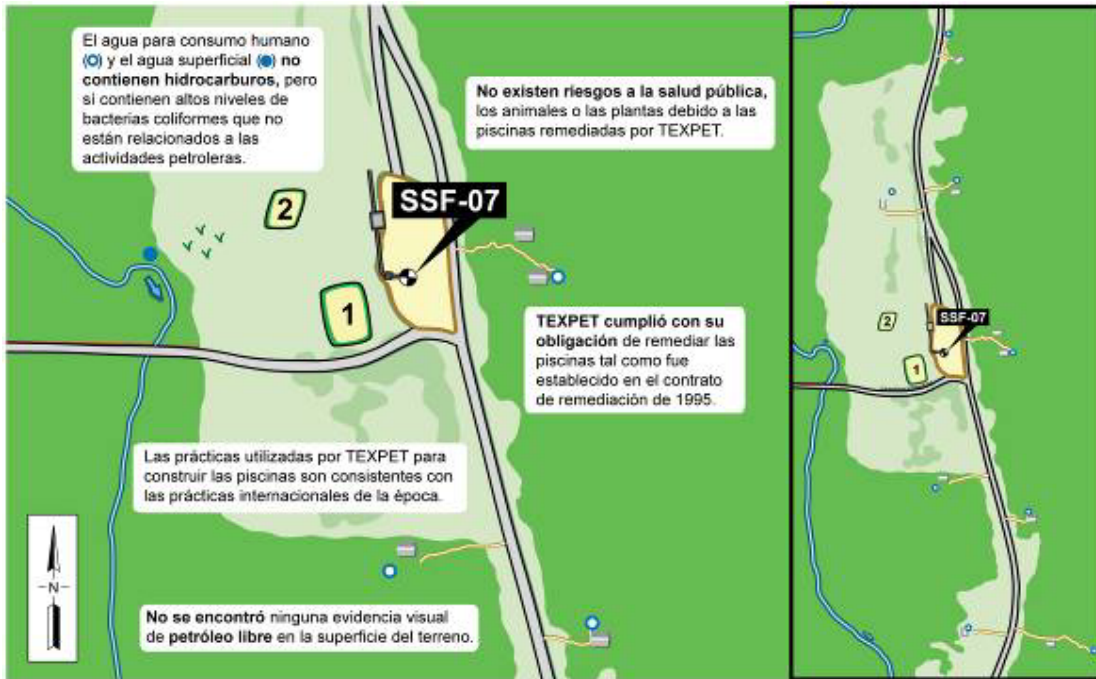 El agua para consumo humano
(O) y el agua superficial (●) no
contienen hidrocarburos, pero
sí contienen altos niveles de
bacterias coliformes que no
están relacionados a las
actividades petroleras.
No existen riesgos a la salud pública,
los animales o las plantas debido a las
piscinas remediadas por TEXPET.
SSF-07
2
1
TEXPET cumplió con su
obligación de remediar las
piscinas tal como fue
establecido en el contrato
de remediación de 1995.
Las prácticas utilizadas por TEXPET para
construir las piscinas son consistentes con
las prácticas internacionales de la época.
N
No se encontró ninguna evidencia visual
de petróleo libre en la superficie del terreno.
SSF-07
2
1